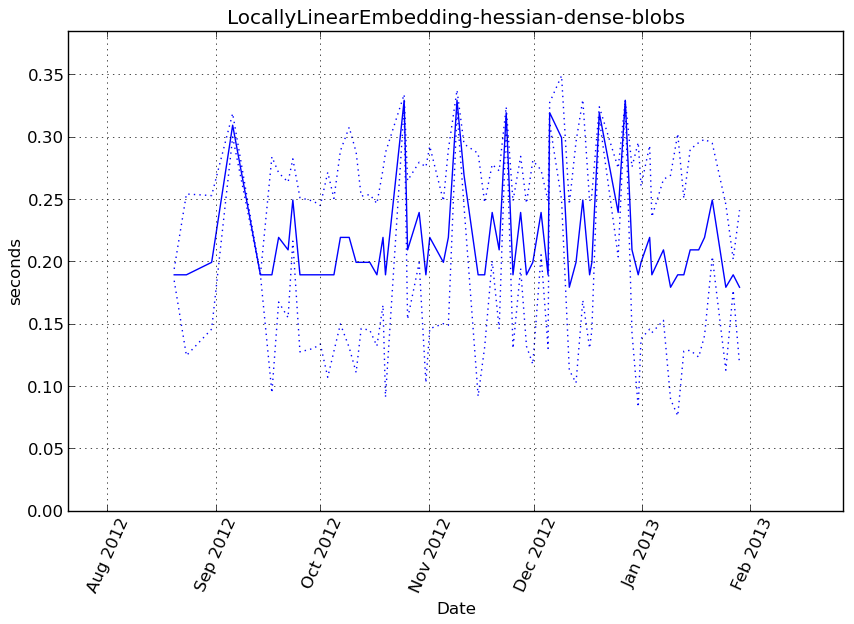 LocallyLinearEmbedding-hessian-dense-blobs
seconds
0.35
0.30
0.25
0.20
0.15
0.10
0.05
0.00
Aug 2012
Sep 2012
Oct 2012
Nov 2012
Dec 2012
Jan 2013
Feb 2013
Date